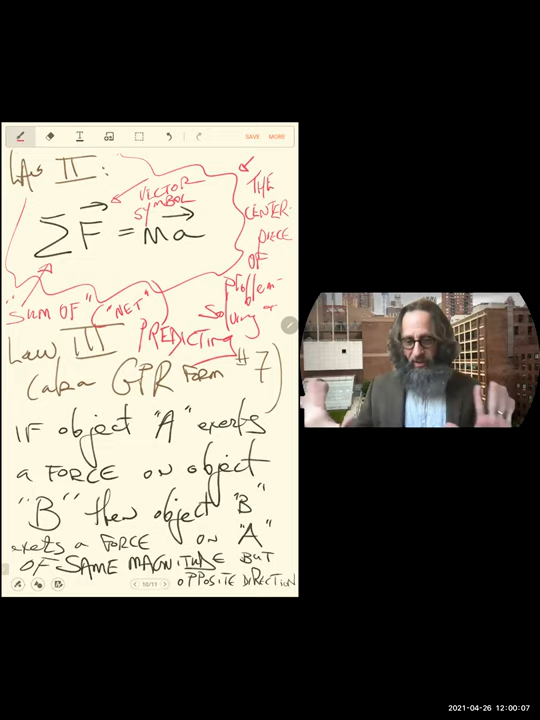 SAVE MORE
LAW II:
VECTOR
SYMBOL
ΣF = ma
THE
CENTER-
PIECE
OF
Problem-
Solving +
PREDICTING
"SUM OF" ("NET")
Law III
(aka GPR FORM #7)
IF object "A" exerts
a FORCE ON object
"B" then object "B"
exerts a FORCE ON "A"
OF SAME MAGNITUDE BUT
OPPOSITE DIRECTION
10/11
2021-04-26 12:00:07